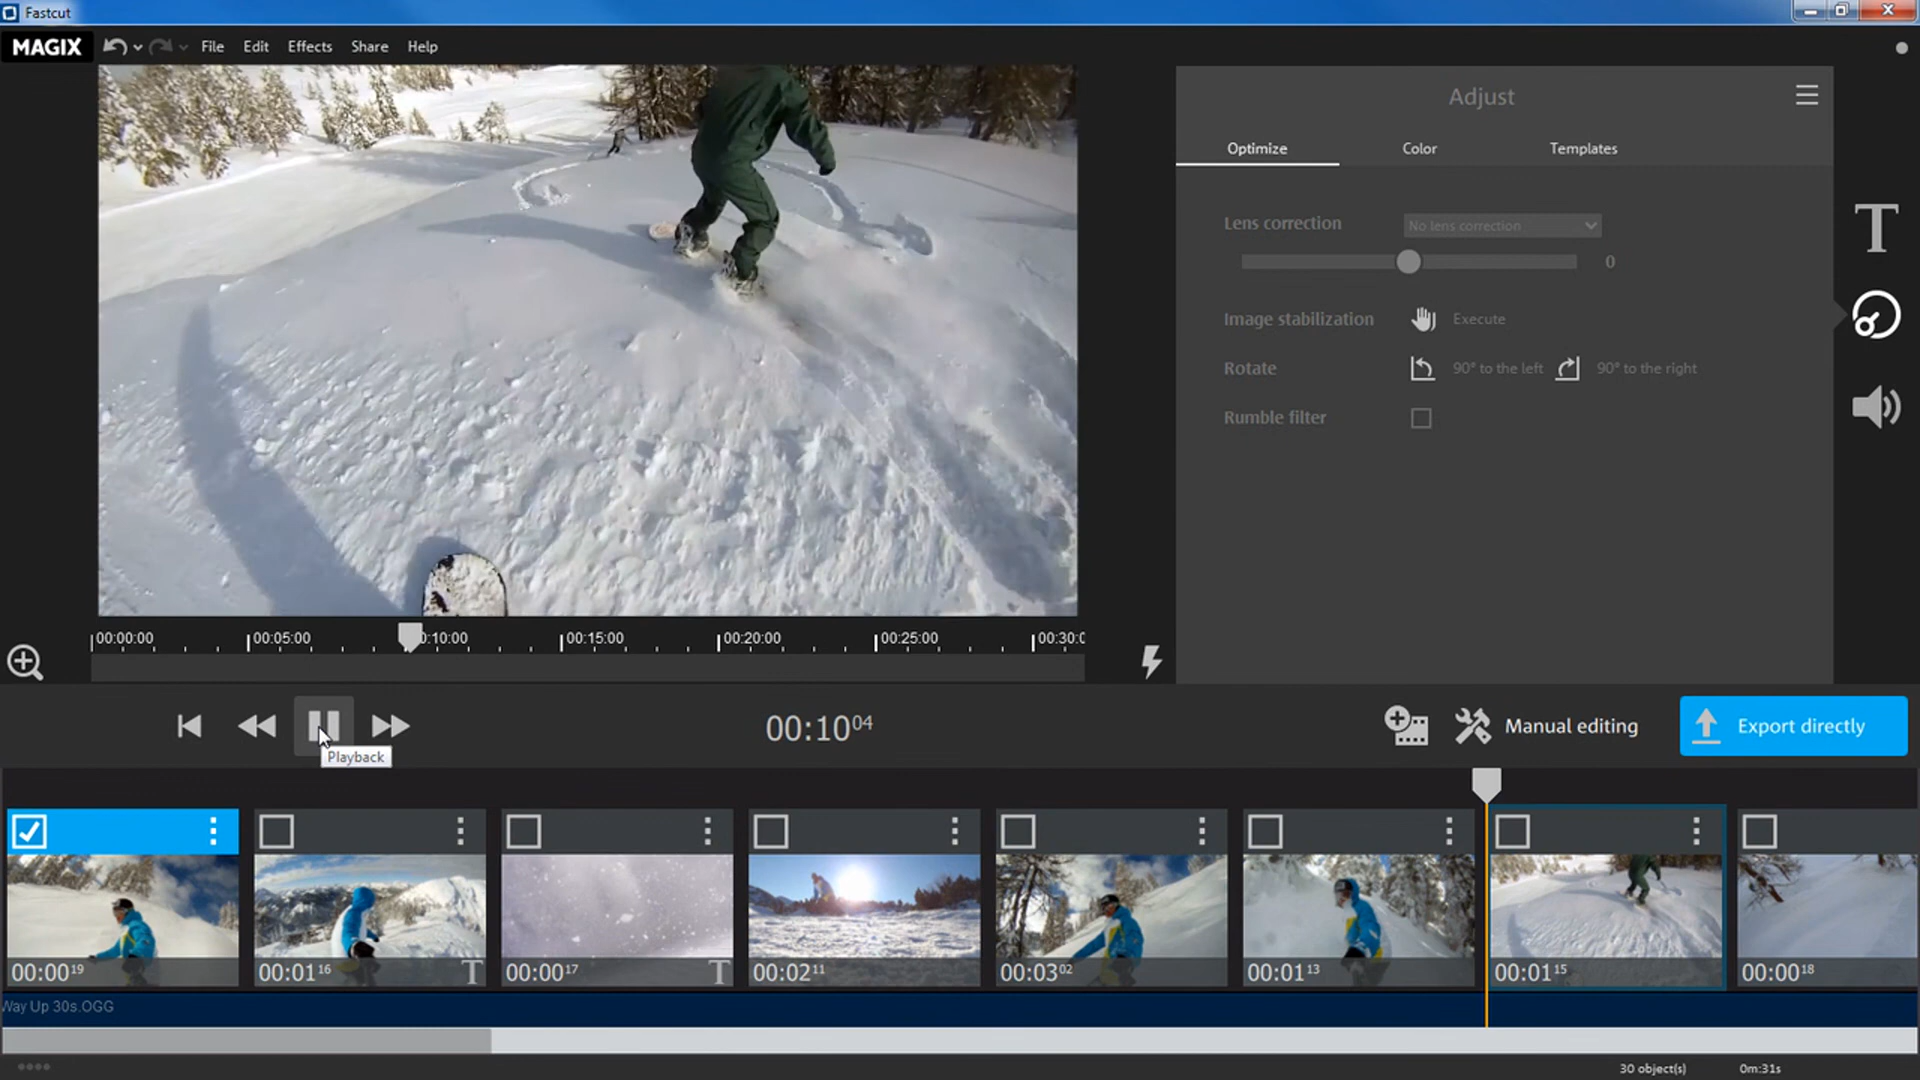 Fastcut
MAGIX File Edit Effects Share Help
Adjust
Optimize Color Templates
Lens correction No lens correction
0
Image stabilization Execute
Rotate 90° to the left 90° to the right
Rumble filter
00:00:00 00:05:00 0:10:00 00:15:00 00:20:00 00:25:00 00:30:0
00:10 04 Manual editing Export directly
Playback
00:00 19 00:01 16 T 00:00 17 T 00:02 11 00:03 02 00:01 13 00:01 15 00:00 18
Way Up 30s.OGG
30 object(s) 0m:31s